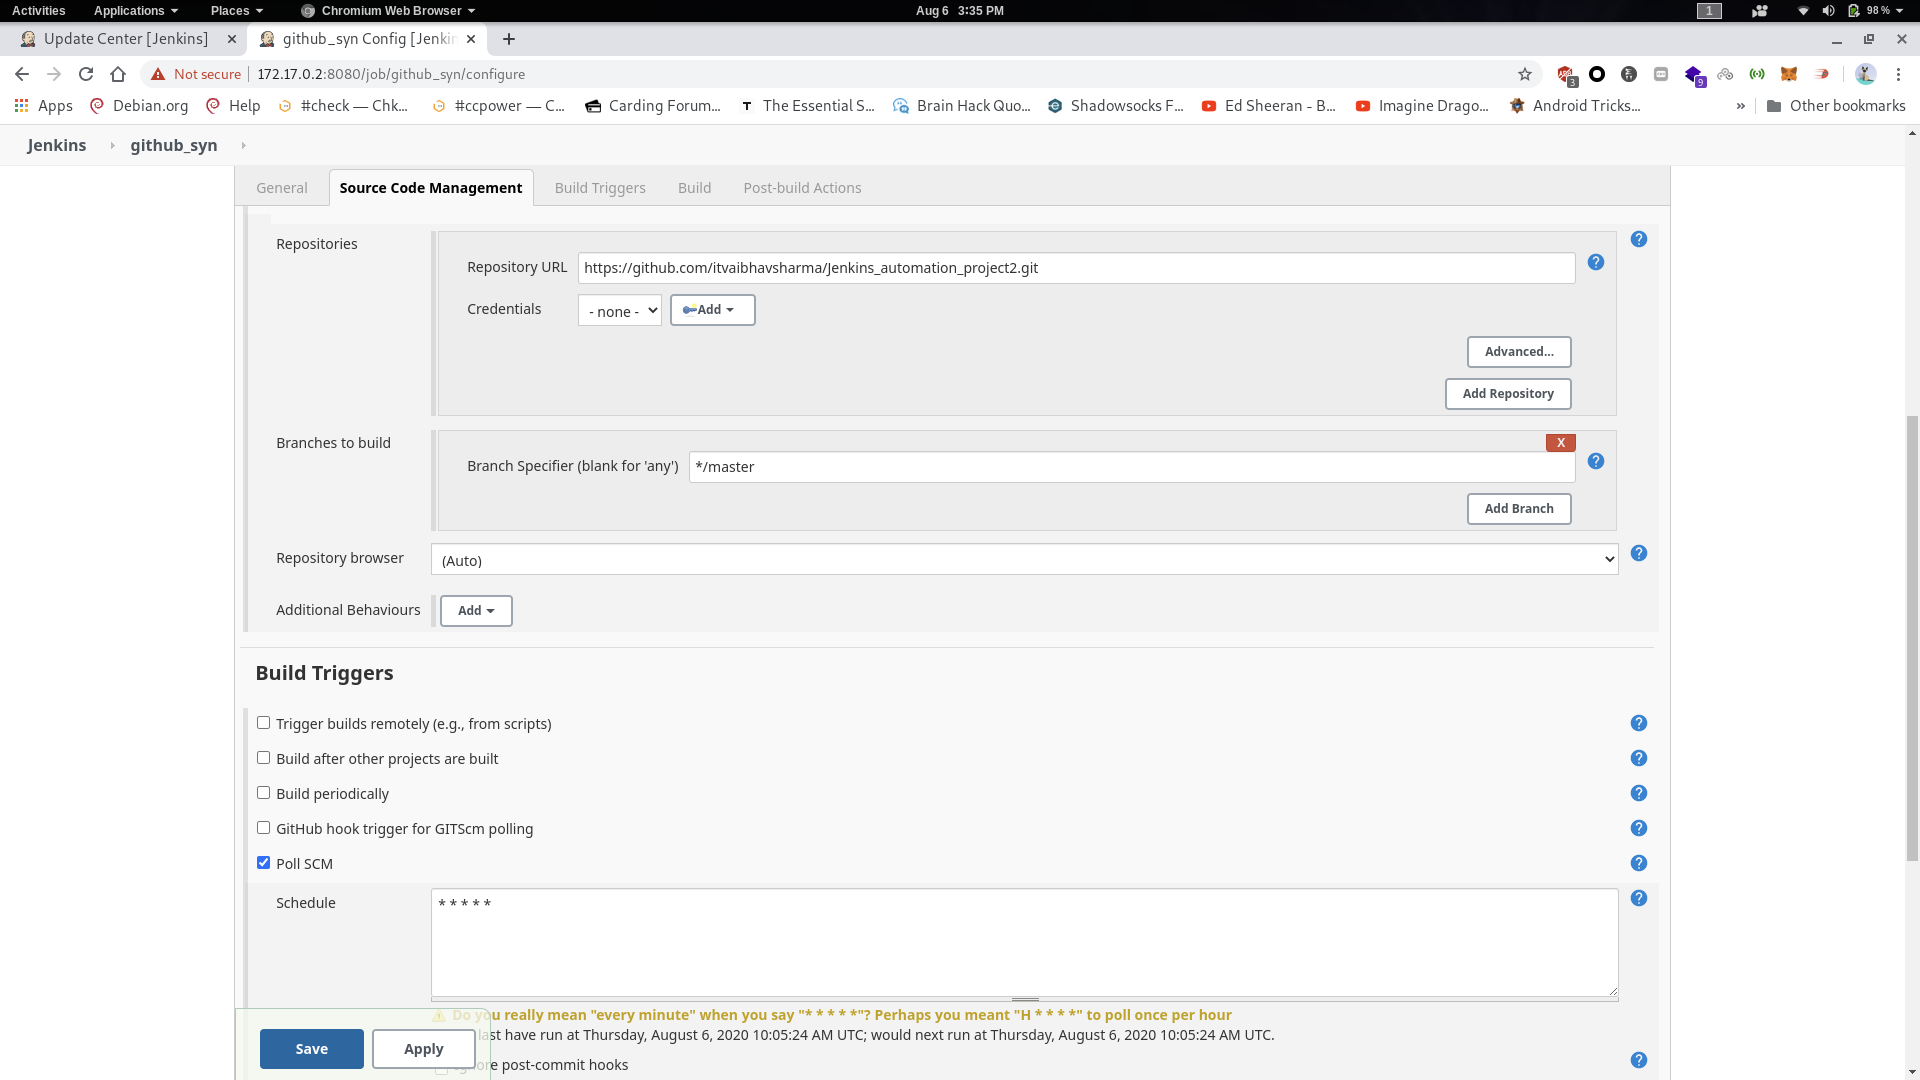 Activities Applications Places Chromium Web Browser Aug 6 3:35 PM 1 98 %
Update Center [Jenkins] github_syn Config [Jenkin
Not secure 172.17.0.2:8080/job/github_syn/configure 3 9
Apps Debian.org Help #check — Chk... #ccpower — C... Carding Forum... T The Essential S... Brain Hack Quo... Shadowsocks F... Ed Sheeran - B... Imagine Drago... Android Tricks... » Other bookmarks
Jenkins github_syn
General Source Code Management Build Triggers Build Post-build Actions
Repositories
Repository URL https://github.com/itvaibhavsharma/Jenkins_automation_project2.git
Credentials - none - Add
Advanced...
Add Repository
Branches to build X
Branch Specifier (blank for 'any') */master
Add Branch
Repository browser (Auto)
Additional Behaviours Add
Build Triggers
Trigger builds remotely (e.g., from scripts)
Build after other projects are built
Build periodically
GitHub hook trigger for GITScm polling
Poll SCM
Schedule * * * * *
Do you really mean "every minute" when you say "* * * * *"? Perhaps you meant "H * * * *" to poll once per hour
last have run at Thursday, August 6, 2020 10:05:24 AM UTC; would next run at Thursday, August 6, 2020 10:05:24 AM UTC.
Save Apply
Ignore post-commit hooks